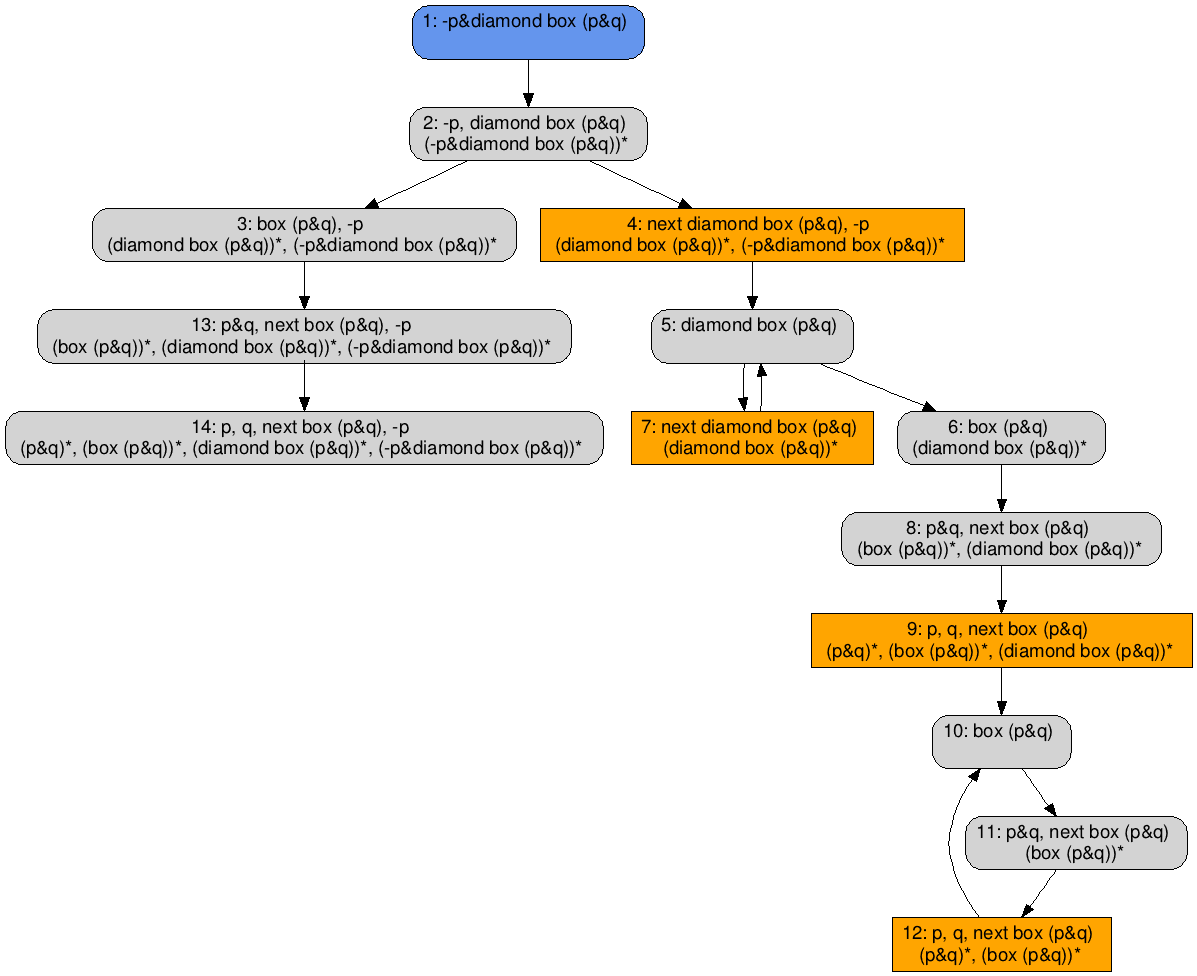 1: -p&diamond box (p&q)
2: -p, diamond box (p&q)
(-p&diamond box (p&q))*
3: box (p&q), -p
(diamond box (p&q))*, (-p&diamond box (p&q))*
4: next diamond box (p&q), -p
(diamond box (p&q))*, (-p&diamond box (p&q))*
13: p&q, next box (p&q), -p
(box (p&q))*, (diamond box (p&q))*, (-p&diamond box (p&q))*
5: diamond box (p&q)
14: p, q, next box (p&q), -p
(p&q)*, (box (p&q))*, (diamond box (p&q))*, (-p&diamond box (p&q))*
7: next diamond box (p&q)
(diamond box (p&q))*
6: box (p&q)
(diamond box (p&q))*
8: p&q, next box (p&q)
(box (p&q))*, (diamond box (p&q))*
9: p, q, next box (p&q)
(p&q)*, (box (p&q))*, (diamond box (p&q))*
10: box (p&q)
11: p&q, next box (p&q)
(box (p&q))*
12: p, q, next box (p&q)
(p&q)*, (box (p&q))*